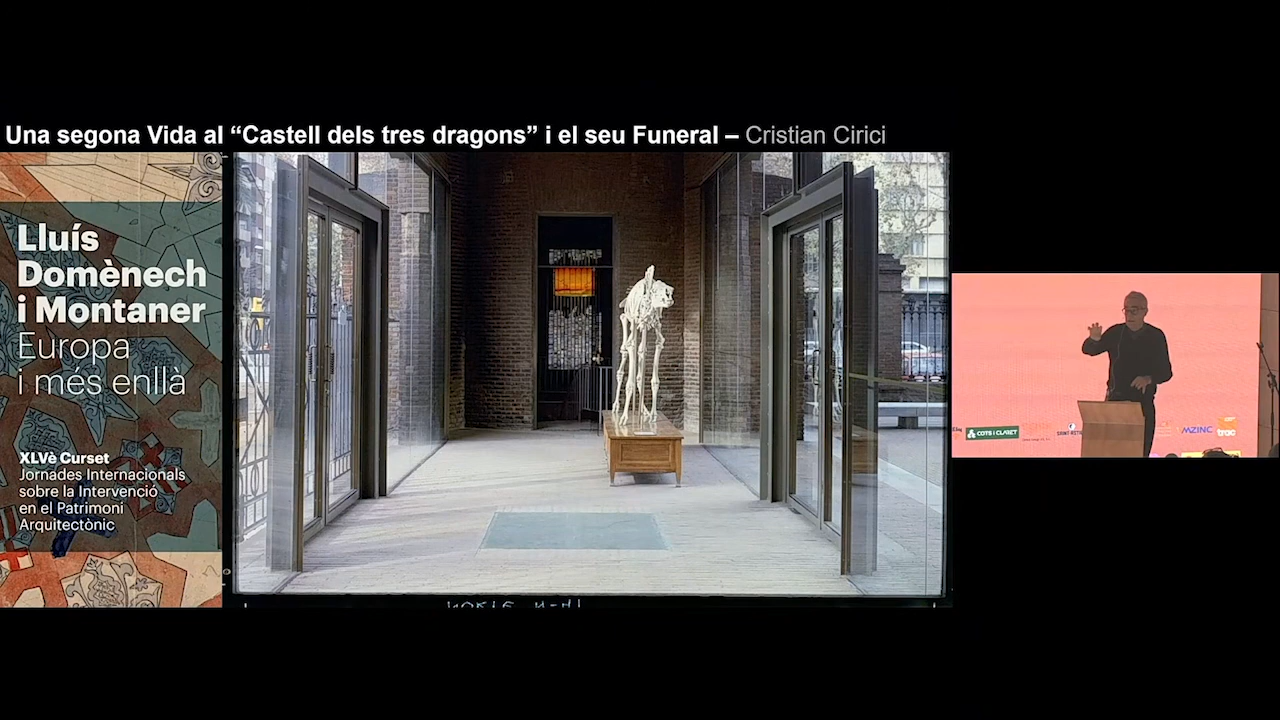 Una segona Vida al “Castell dels tres dragons” i el seu Funeral – Cristian Cirici
Lluís
Domènech
i Montaner
Europa
i més enllà
XLVè Curset
Jornades Internacionals
sobre la Intervenció
en el Patrimoni
Arquitectònic
COTS i CLARET
MZINC
trac